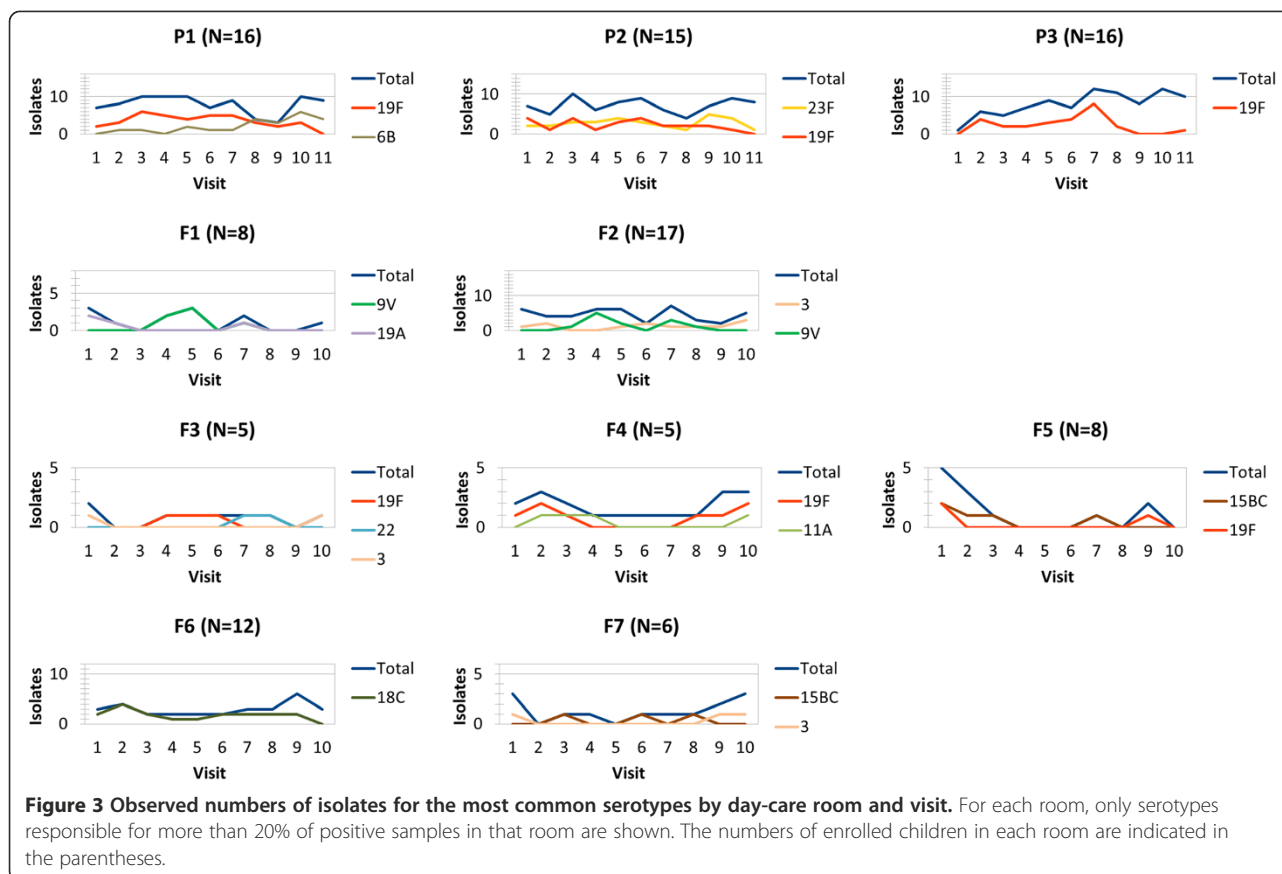 P1 (N=16)
Isolates
10
0
1 2 3 4 5 6 7 8 9 10 11
Visit
Total
19F
6B
P2 (N=15)
Isolates
10
0
1 2 3 4 5 6 7 8 9 10 11
Visit
Total
23F
19F
P3 (N=16)
Isolates
10
0
1 2 3 4 5 6 7 8 9 10 11
Visit
Total
19F
F1 (N=8)
Isolates
5
0
1 2 3 4 5 6 7 8 9 10
Visit
Total
9V
19A
F2 (N=17)
Isolates
10
0
1 2 3 4 5 6 7 8 9 10
Visit
Total
3
9V
F3 (N=5)
Isolates
5
0
1 2 3 4 5 6 7 8 9 10
Visit
Total
19F
22
3
F4 (N=5)
Isolates
5
0
1 2 3 4 5 6 7 8 9 10
Visit
Total
19F
11A
F5 (N=8)
Isolates
5
0
1 2 3 4 5 6 7 8 9 10
Visit
Total
15BC
19F
F6 (N=12)
Isolates
10
0
1 2 3 4 5 6 7 8 9 10
Visit
Total
18C
F7 (N=6)
Isolates
5
0
1 2 3 4 5 6 7 8 9 10
Visit
Total
15BC
3
Figure 3 Observed numbers of isolates for the most common serotypes by day-care room and visit. For each room, only serotypes
responsible for more than 20% of positive samples in that room are shown. The numbers of enrolled children in each room are indicated in
the parentheses.